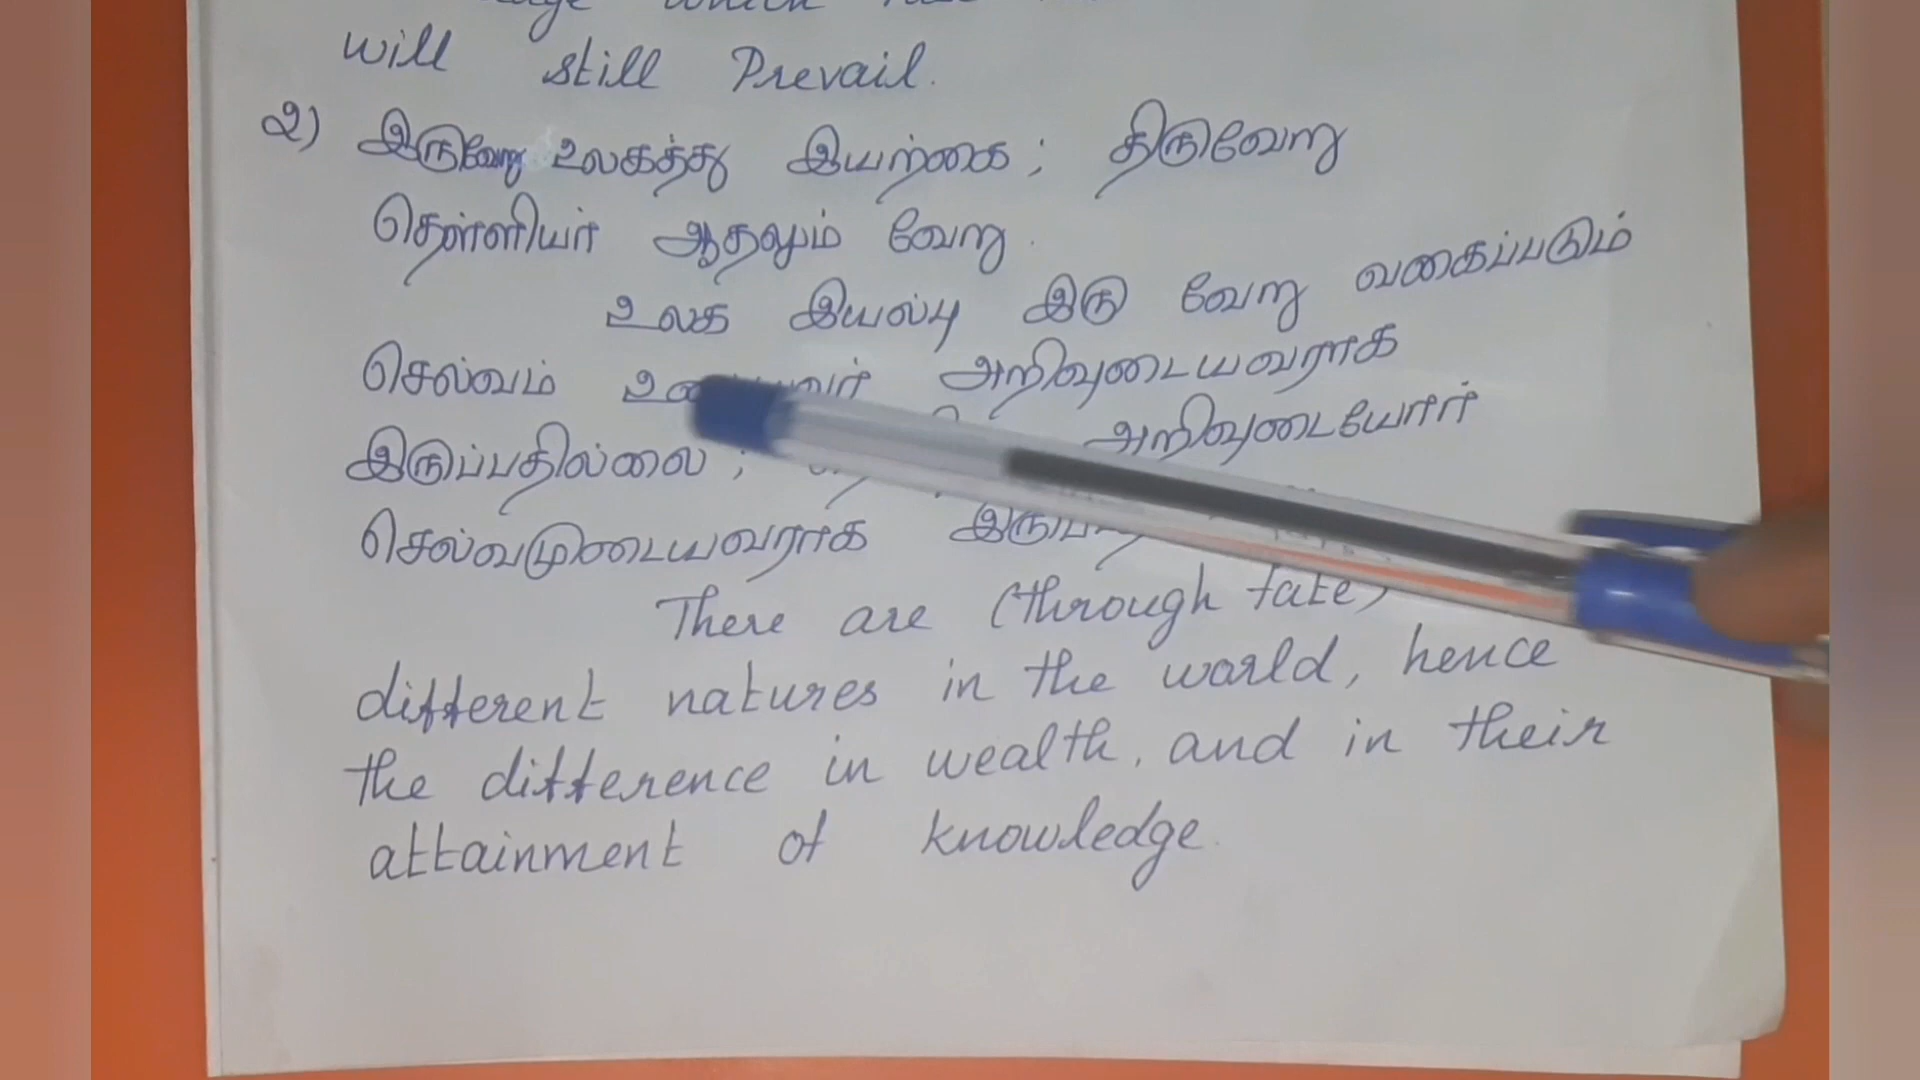 will still Prevail.
2) இருவேறு உலகத்து இயற்கை; திருவேறு
தெள்ளியர் ஆதலும் வேறு.
உலக இயல்பு இரு வேறு வகைப்படும்
செல்வம் அறிவுடையவராக
இருப்பதில்லை; அறிவுடையோர்
செல்வமுடையவராக
There are (through fate)
different natures in the world, hence
the difference in wealth, and in their
attainment of knowledge.